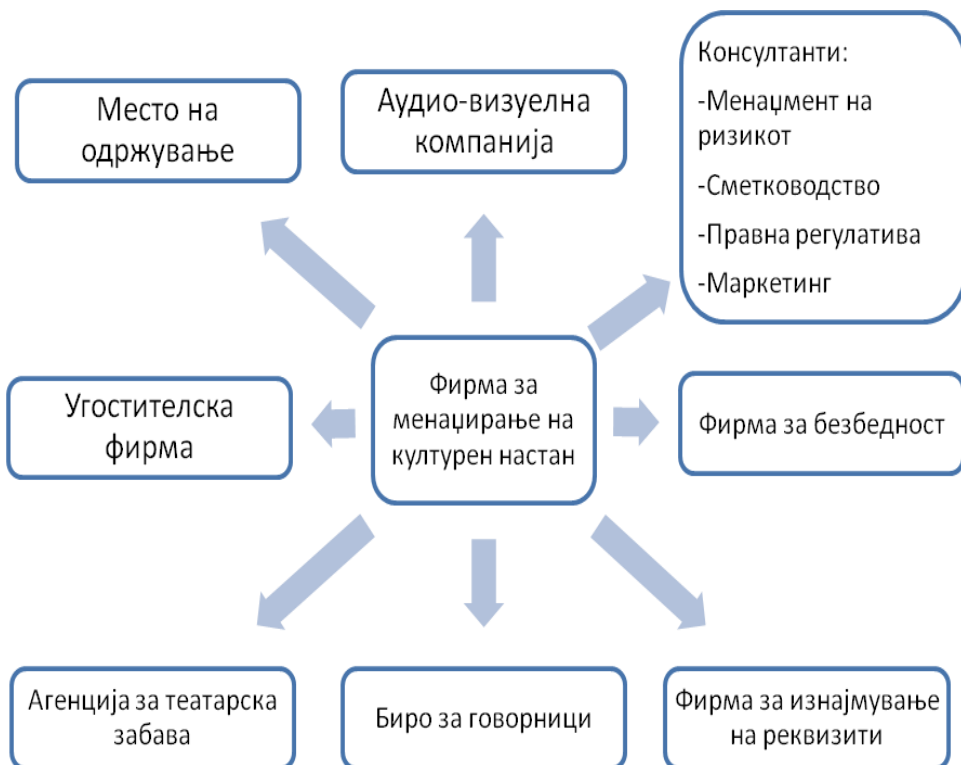 Место на
одржување
Аудио-визуелна
компанија
Консултанти:
-Менаџмент на
ризикот
-Сметководство
-Правна регулатива
-Маркетинг
Угостителска
фирма
Фирма за
менаџирање на
културен настан
Фирма за безбедност
Агенција за театарска
забава
Биро за говорници
Фирма за изнајмување
на реквизити